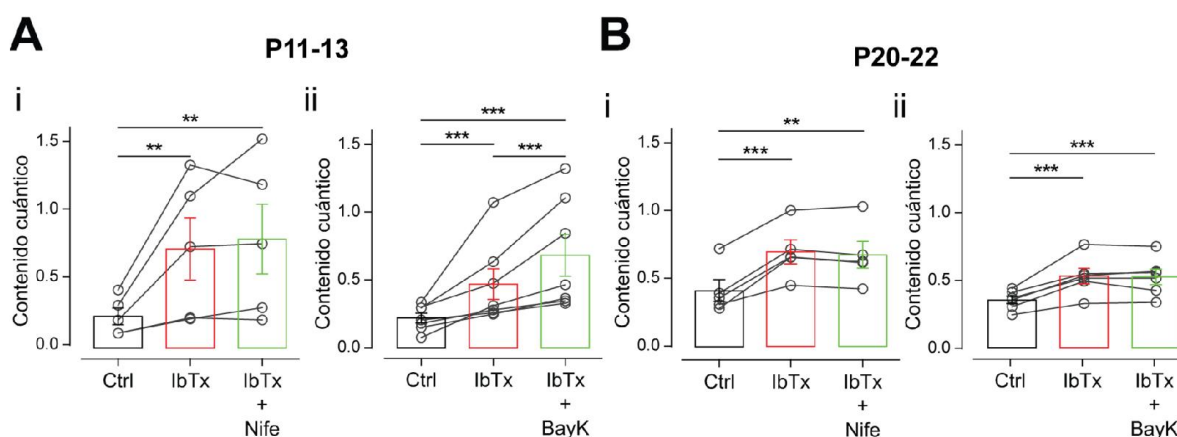 A
P11-13
i
Contenido cuántico
1.5
1.0
0.5
0.0
**
**
Ctrl
IbTx
IbTx
+
Nife
ii
Contenido cuántico
1.5
1.0
0.5
0.0
***
***
***
Ctrl
IbTx
IbTx
+
BayK
B
P20-22
i
Contenido cuántico
1.5
1.0
0.5
0.0
**
***
Ctrl
IbTx
IbTx
+
Nife
ii
Contenido cuántico
1.5
1.0
0.5
0.0
***
***
Ctrl
IbTx
IbTx
+
BayK